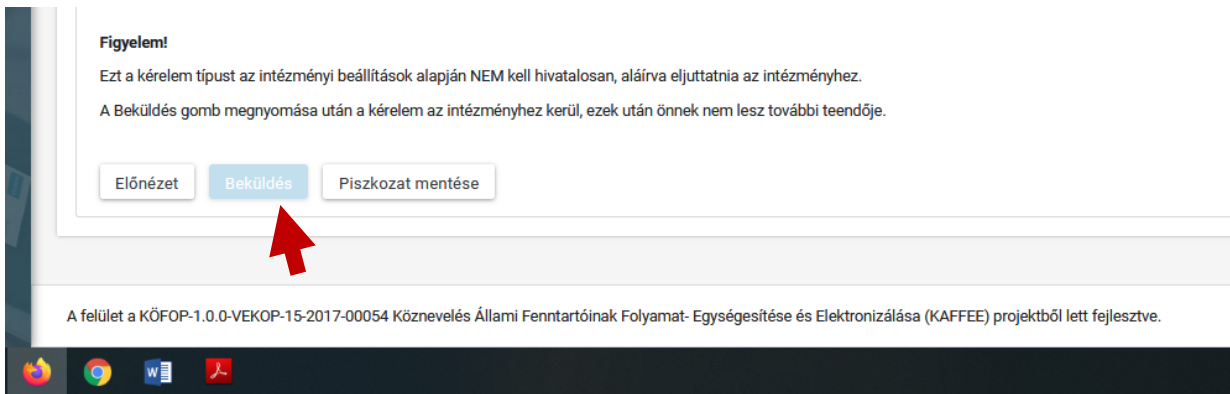 Figyelem!
Ezt a kérelem típust az intézményi beállítások alapján NEM kell hivatalosan, aláírva eljuttatnia az intézményhez.
A Beküldés gomb megnyomása után a kérelem az intézményhez kerül, ezek után önnek nem lesz további teendője.
Előnézet Beküldés Piszkozat mentése
A felület a KÖFOP-1.0.0-VEKOP-15-2017-00054 Köznevelés Állami Fenntartóinak Folyamat- Egységesítése és Elektronizálása (KAFFEE) projektből lett fejlesztve.
W